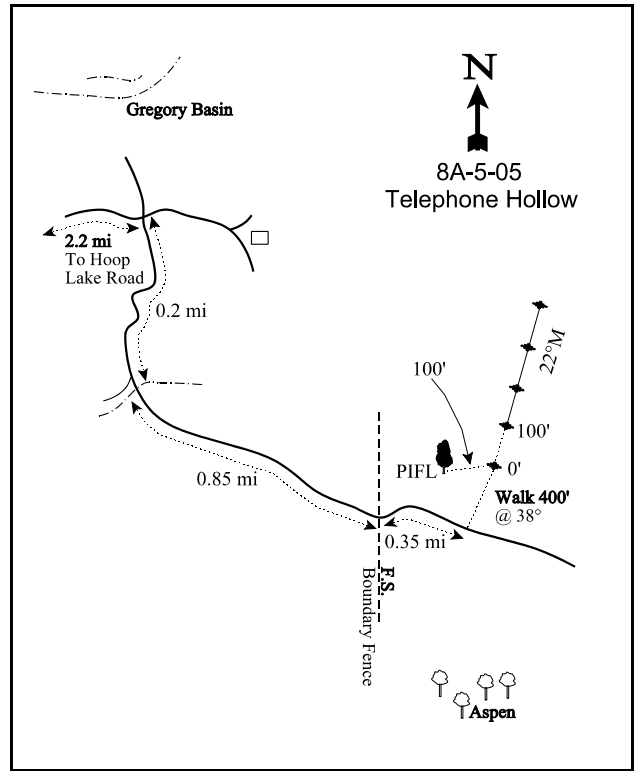 Gregory Basin
N
8A-5-05
Telephone Hollow
2.2 mi
To Hoop
Lake Road
0.2 mi
22°M
100'
100'
PIFL
0'
0.85 mi
Walk 400'
@ 38°
0.35 mi
F.S.
Boundary Fence
Aspen